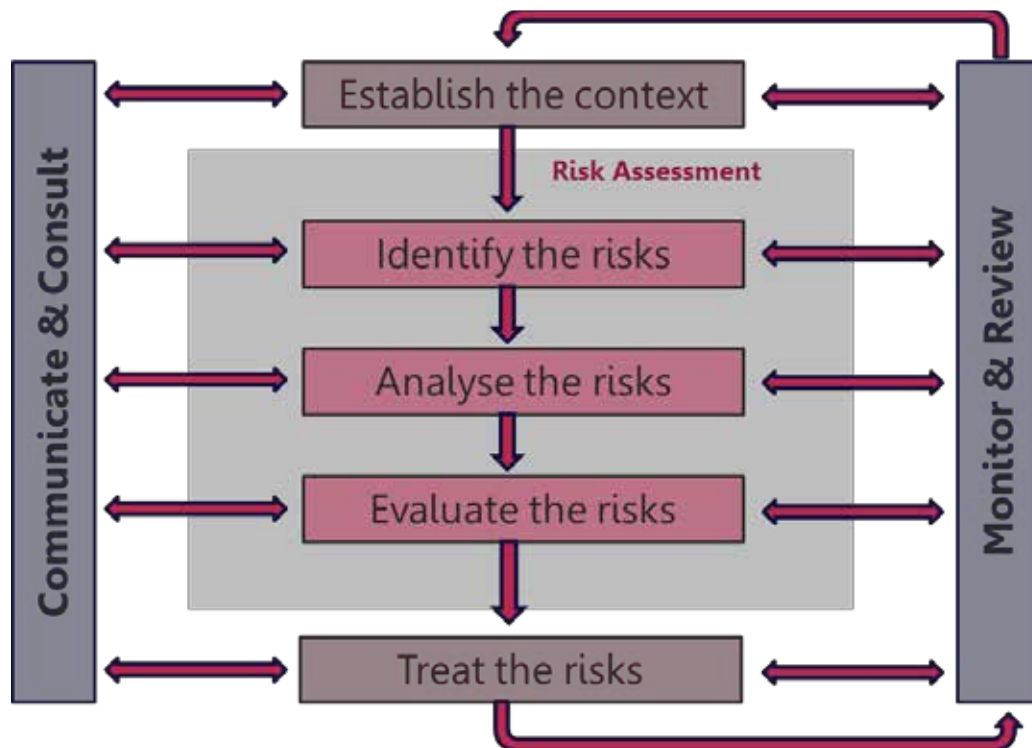 Establish the context
Risk Assessment
Identify the risks
Analyse the risks
Evaluate the risks
Treat the risks
Communicate & Consult
Monitor & Review